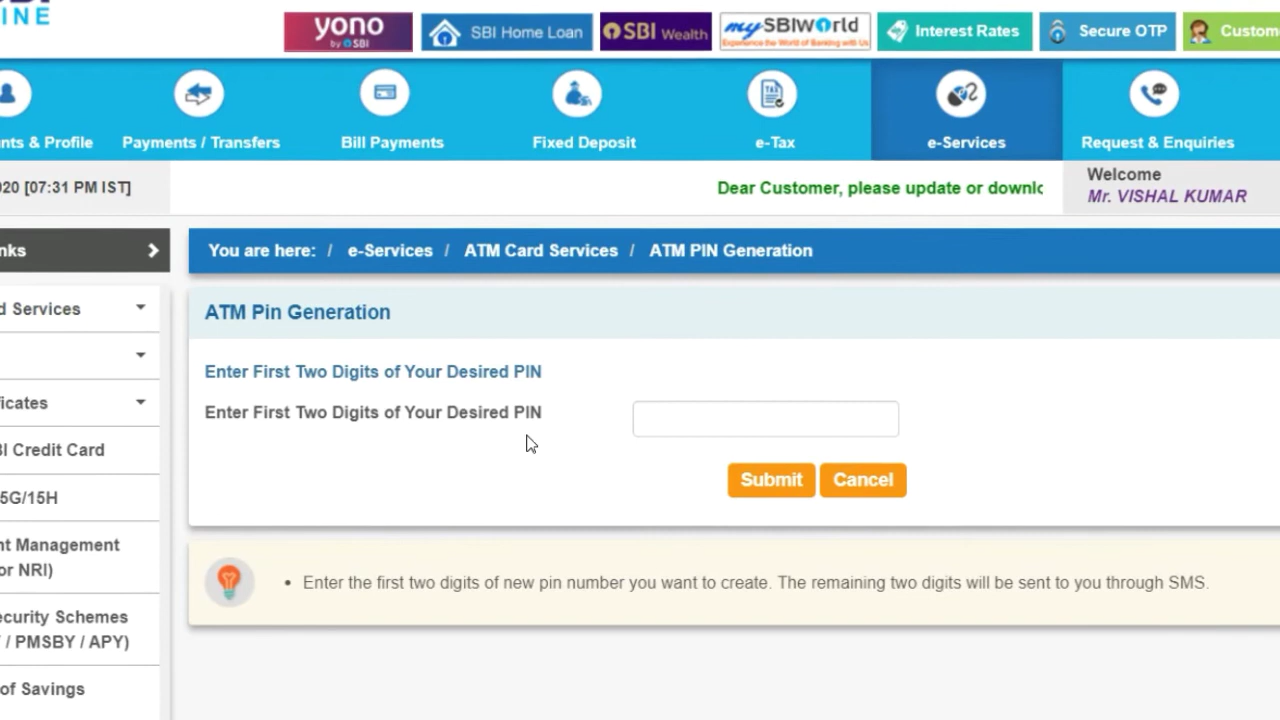 INE
yono
by SBI
SBI Home Loan
SBI Wealth
my SBIWorld
Experience the World of Banking with Us
Interest Rates
Secure OTP
Custom
nts & Profile
Payments / Transfers
Bill Payments
Fixed Deposit
TAX
e-Tax
e-Services
Request & Enquiries
20 [07:31 PM IST]
Dear Customer, please update or downlo
Welcome
Mr. VISHAL KUMAR
nks
You are here: / e-Services / ATM Card Services / ATM PIN Generation
d Services
ATM Pin Generation
Enter First Two Digits of Your Desired PIN
Enter First Two Digits of Your Desired PIN
ficates
BI Credit Card
Submit
Cancel
5G/15H
nt Management
or NRI)
• Enter the first two digits of new pin number you want to create. The remaining two digits will be sent to you through SMS.
ecurity Schemes
/ PMSBY / APY)
of Savings